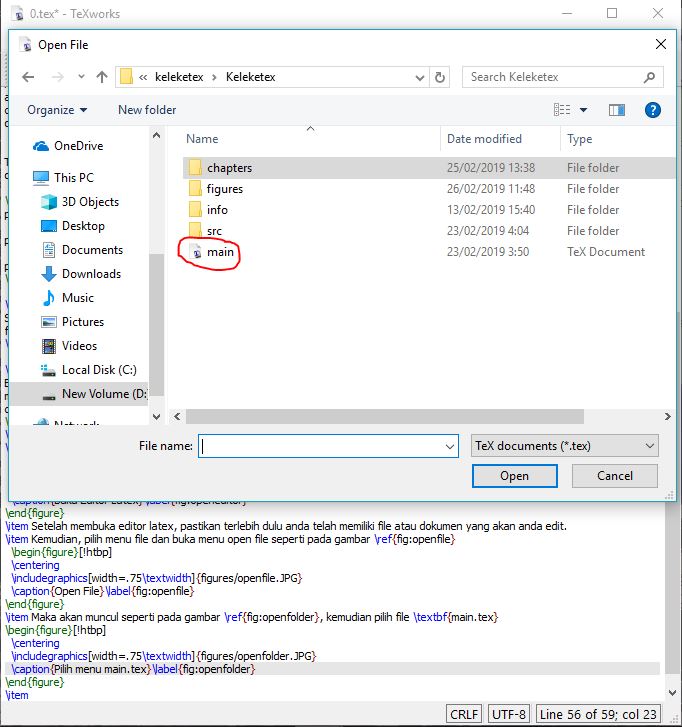 0.tex* - TeXworks
Open File
« keleketex › Keleketex
Search Keleketex
Organize
New folder
Name
Date modified
Type
OneDrive
This PC
3D Objects
Desktop
Documents
Downloads
Music
Pictures
Videos
Local Disk (C:)
New Volume (D:
Network
chapters 25/02/2019 13:38 File folder
figures 26/02/2019 11:48 File folder
info 13/02/2019 15:40 File folder
src 23/02/2019 4:04 File folder
main 23/02/2019 3:50 TeX Document
File name:
TeX documents (*.tex)
Open
Cancel
\end{figure}
\item Setelah membuka editor latex, pastikan terlebih dulu anda telah memiliki file atau dokumen yang akan anda edit.
\item Kemudian, pilih menu file dan buka menu open file seperti pada gambar \ref{fig:openfile}
\begin{figure}[!htbp]
\centering
\includegraphics[width=.75\textwidth]{figures/openfile.JPG}
\caption{Open File}\label{fig:openfile}
\end{figure}
\item Maka akan muncul seperti pada gambar \ref{fig:openfolder}, kemudian pilih file \textbf{main.tex}
\begin{figure}[!htbp]
\centering
\includegraphics[width=.75\textwidth]{figures/openfolder.JPG}
\caption{Pilih menu main.tex}\label{fig:openfolder}
\end{figure}
\item
CRLF
UTF-8
Line 56 of 59; col 23